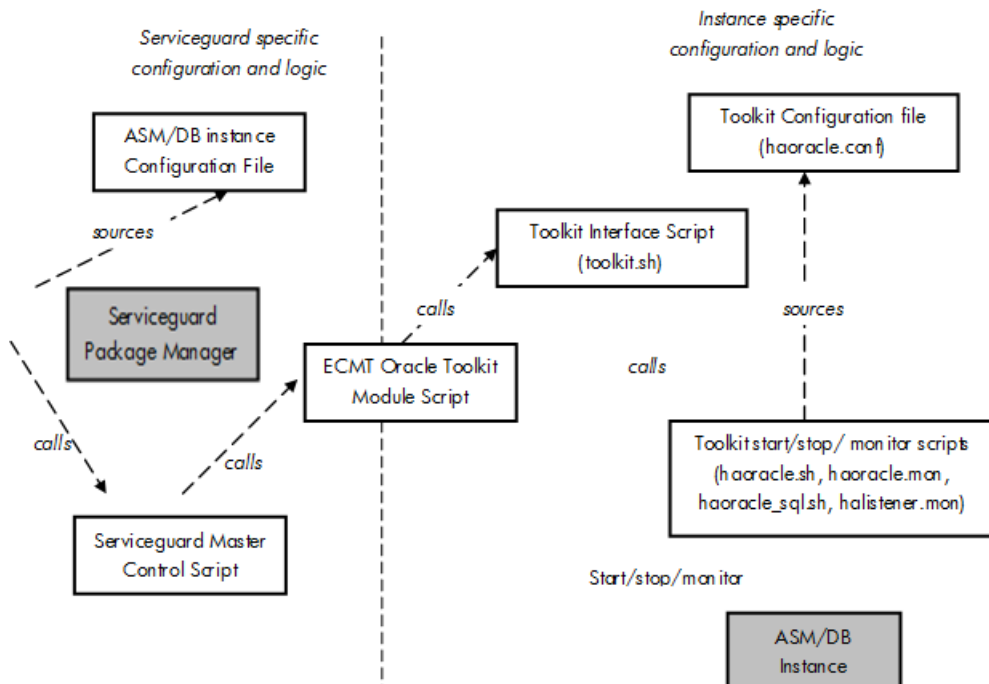 Serviceguard specific
configuration and logic
Instance specific
configuration and logic
ASM/DB instance
Configuration File
Toolkit Configuration file
(haoracle.conf)
sources
Toolkit Interface Script
(toolkit.sh)
Serviceguard
Package Manager
calls
sources
ECMT Oracle Toolkit
Module Script
calls
calls
calls
Toolkit start/stop/ monitor scripts
(haoracle.sh, haoracle.mon,
haoracle_sql.sh, halistener.mon)
Serviceguard Master
Control Script
Start/stop/monitor
ASM/DB
Instance